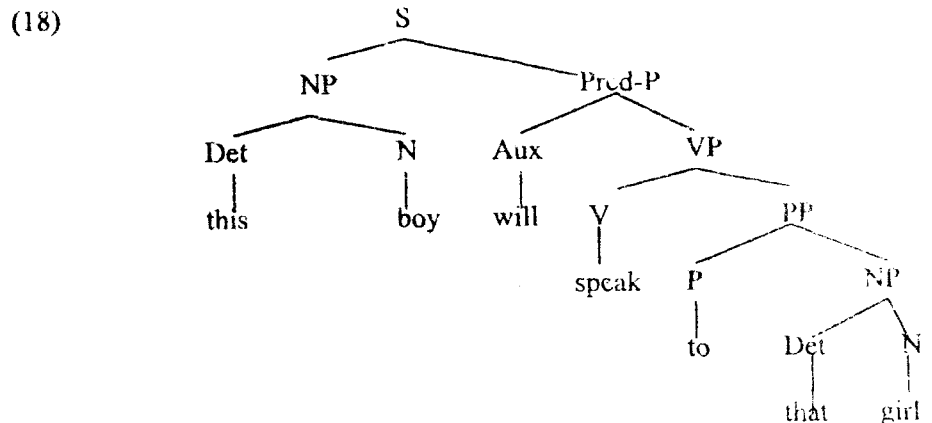 (18)
S
NP Pred-P
Det N Aux VP
this boy will V PP
speak P NP
to Det N
that girl